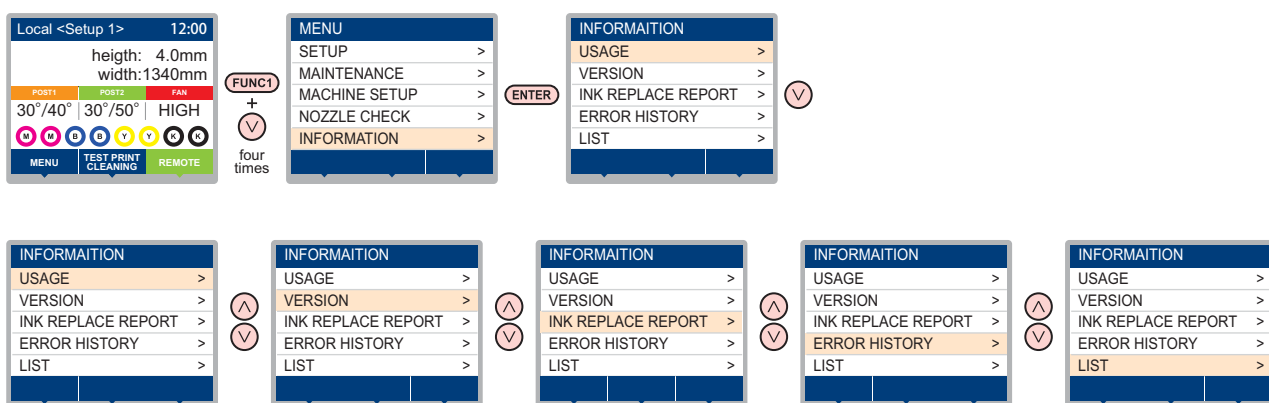 Local <Setup 1> 12:00
heigth: 4.0mm
width:1340mm
POST1 POST2 FAN
30°/40° 30°/50° HIGH
M M B B Y Y K K
MENU TEST PRINT CLEANING REMOTE
FUNC1
+
four
times
MENU
SETUP >
MAINTENANCE >
MACHINE SETUP >
NOZZLE CHECK >
INFORMATION >
ENTER
INFORMAITION
USAGE >
VERSION >
INK REPLACE REPORT >
ERROR HISTORY >
LIST >
INFORMAITION
USAGE >
VERSION >
INK REPLACE REPORT >
ERROR HISTORY >
LIST >
INFORMAITION
USAGE >
VERSION >
INK REPLACE REPORT >
ERROR HISTORY >
LIST >
INFORMAITION
USAGE >
VERSION >
INK REPLACE REPORT >
ERROR HISTORY >
LIST >
INFORMAITION
USAGE >
VERSION >
INK REPLACE REPORT >
ERROR HISTORY >
LIST >
INFORMAITION
USAGE >
VERSION >
INK REPLACE REPORT >
ERROR HISTORY >
LIST >